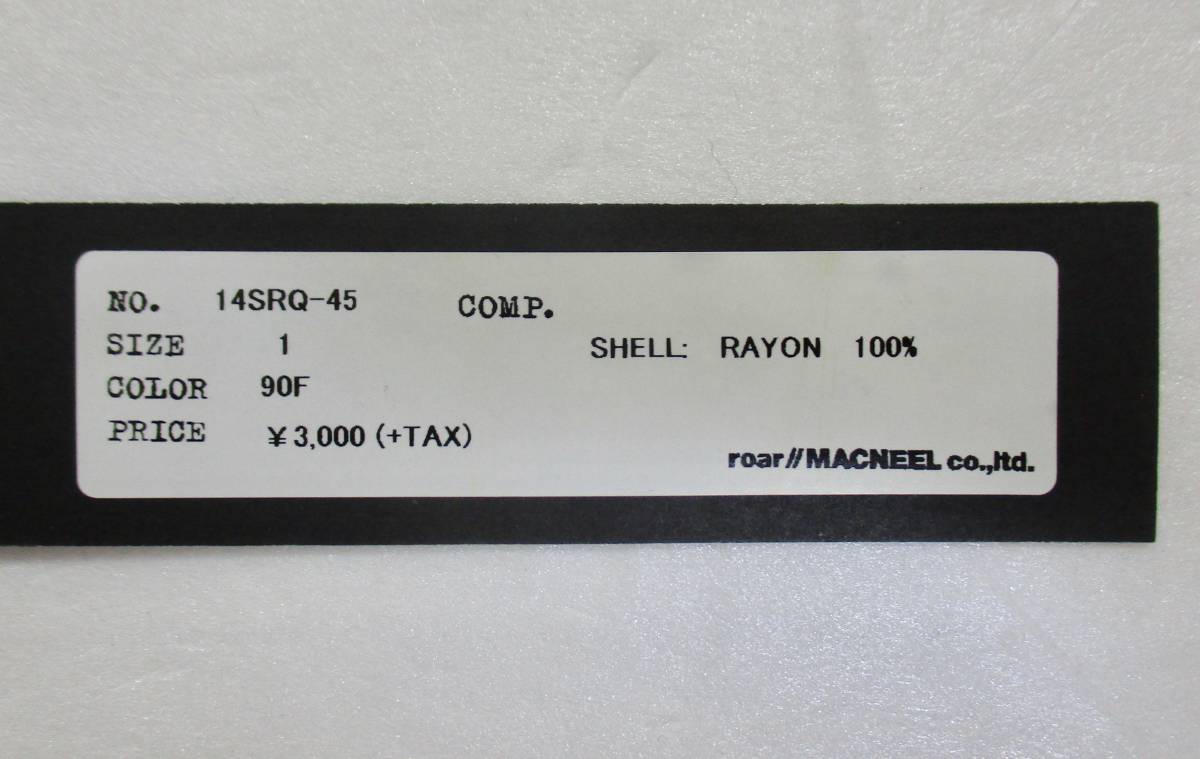 NO. 14SRQ-45 COMP.
SIZE 1 SHELL: RAYON 100%
COLOR 90F
PRICE ¥3,000 (+TAX)
roar//MACNEEL co.,ltd.